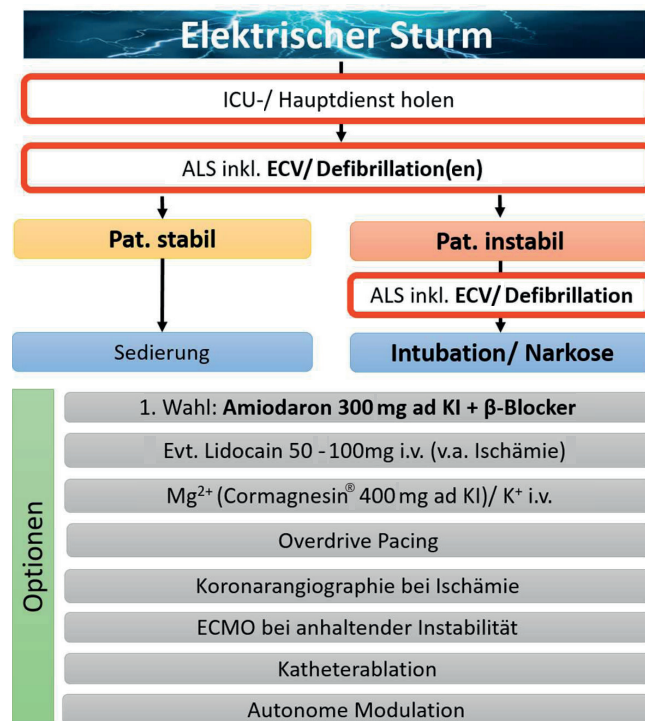 Elektrischer Sturm
ICU-/ Hauptdienst holen
ALS inkl. ECV/ Defibrillation(en)
Pat. stabil
Pat. instabil
ALS inkl. ECV/ Defibrillation
Sedierung
Intubation/ Narkose
Optionen
1. Wahl: Amiodaron 300 mg ad KI + β-Blocker
Evt. Lidocain 50 - 100mg i.v. (v.a. Ischämie)
Mg²⁺ (Cormagnesin® 400 mg ad KI)/ K⁺ i.v.
Overdrive Pacing
Koronarangiographie bei Ischämie
ECMO bei anhaltender Instabilität
Katheterablation
Autonome Modulation